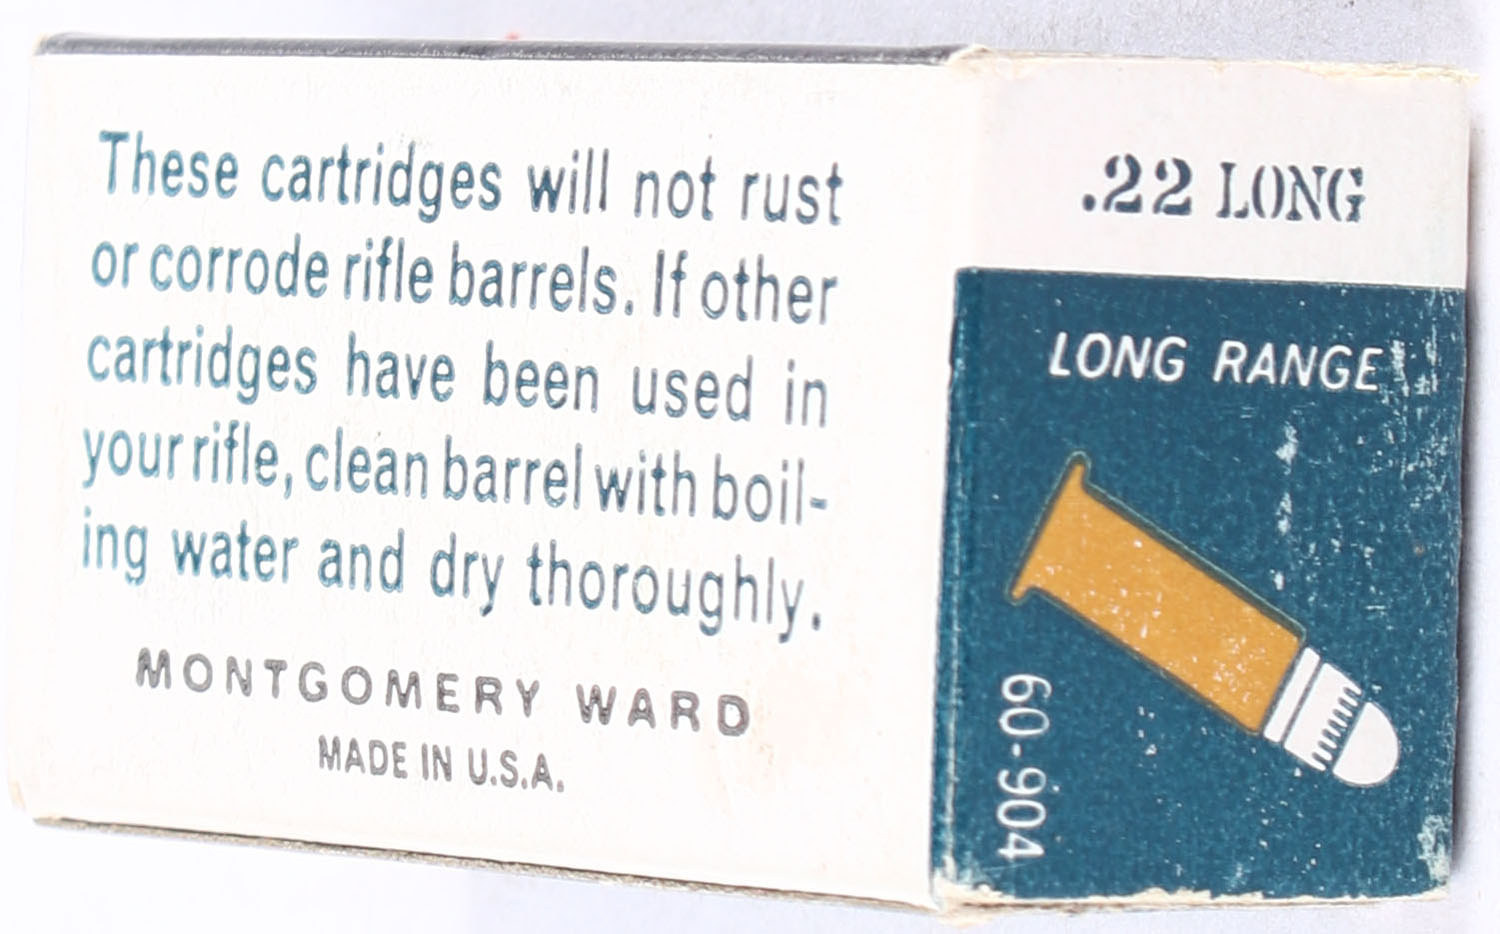 These cartridges will not rust
or corrode rifle barrels. If other
cartridges have been used in
your rifle, clean barrel with boil-
ing water and dry thoroughly.
MONTGOMERY WARD
MADE IN U.S.A.
.22 LONG
LONG RANGE
60-904